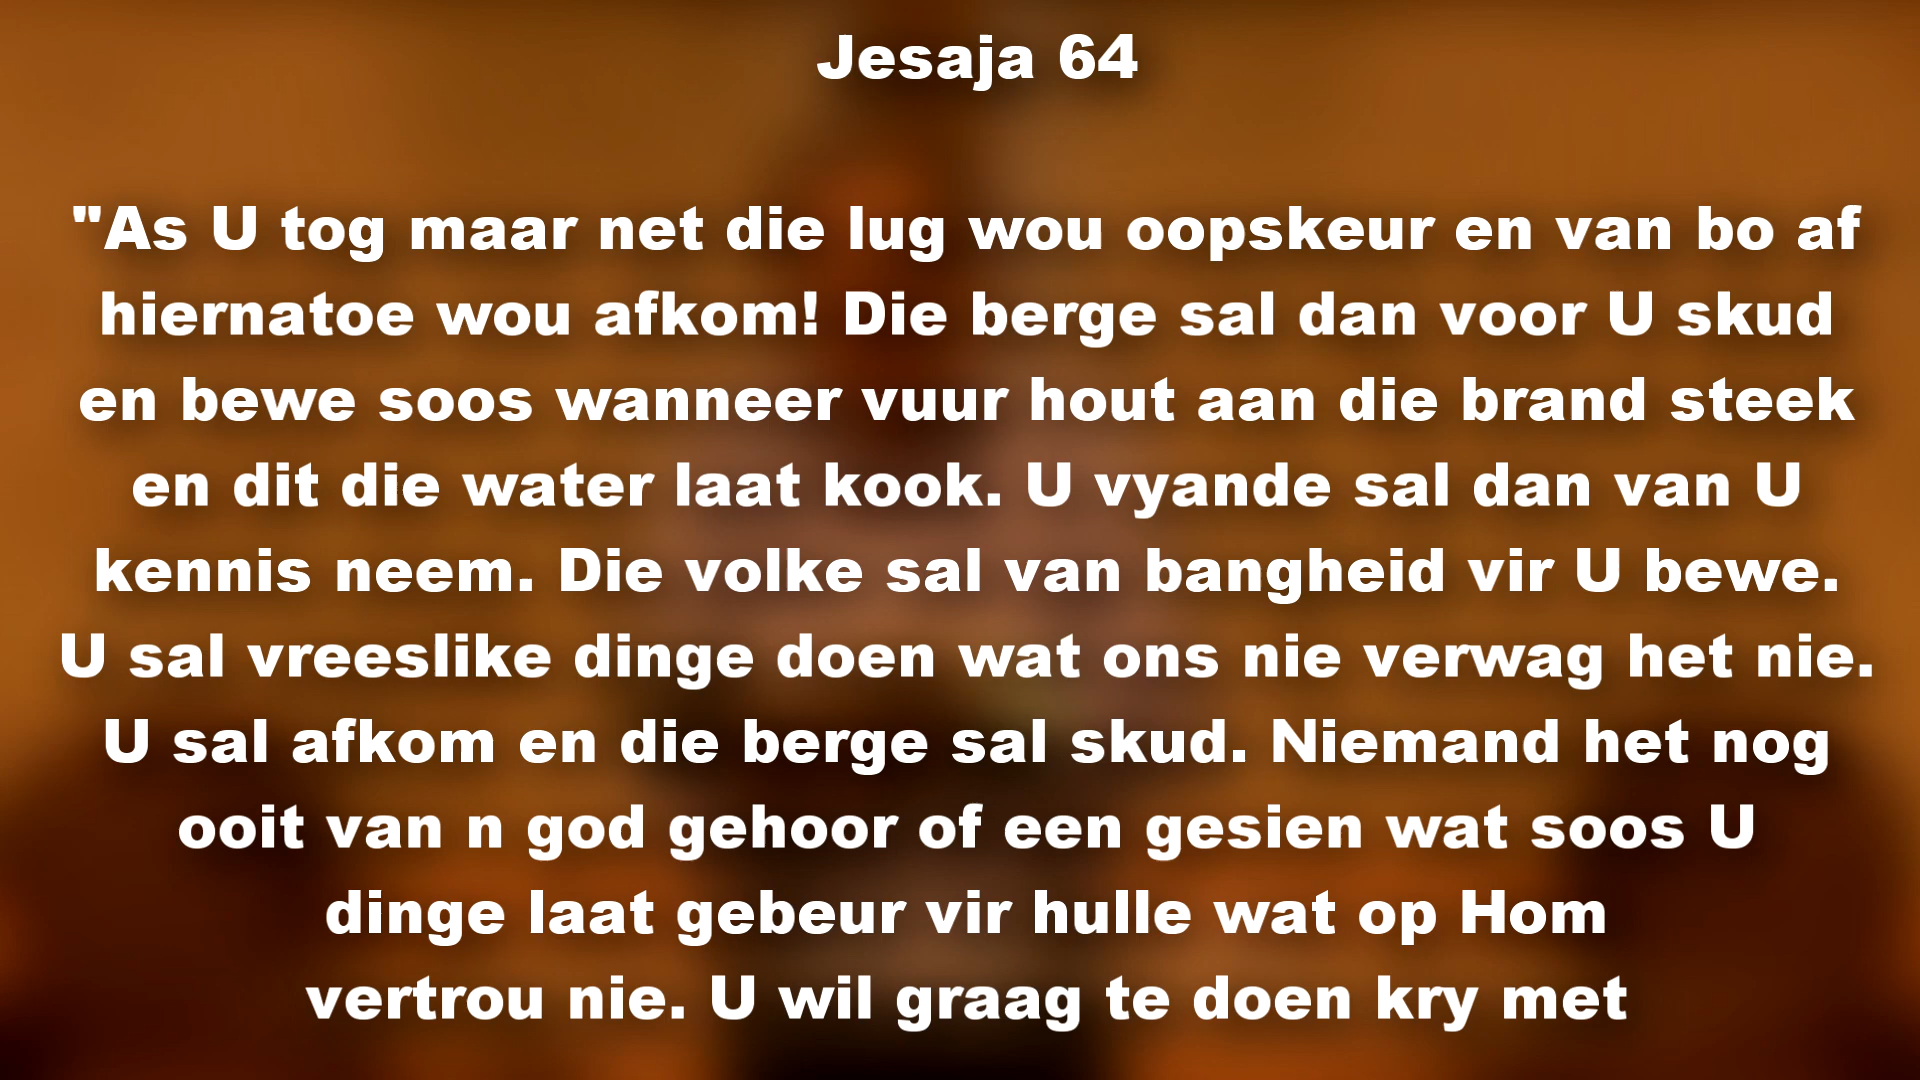 Jesaja 64
"As U tog maar net die lug wou oopskeur en van bo af
hiernatoe wou afkom! Die berge sal dan voor U skud
en bewe soos wanneer vuur hout aan die brand steek
en dit die water laat kook. U vyande sal dan van U
kennis neem. Die volke sal van bangheid vir U bewe.
U sal vreeslike dinge doen wat ons nie verwag het nie.
U sal afkom en die berge sal skud. Niemand het nog
ooit van n god gehoor of een gesien wat soos U
dinge laat gebeur vir hulle wat op Hom
vertrou nie. U wil graag te doen kry met